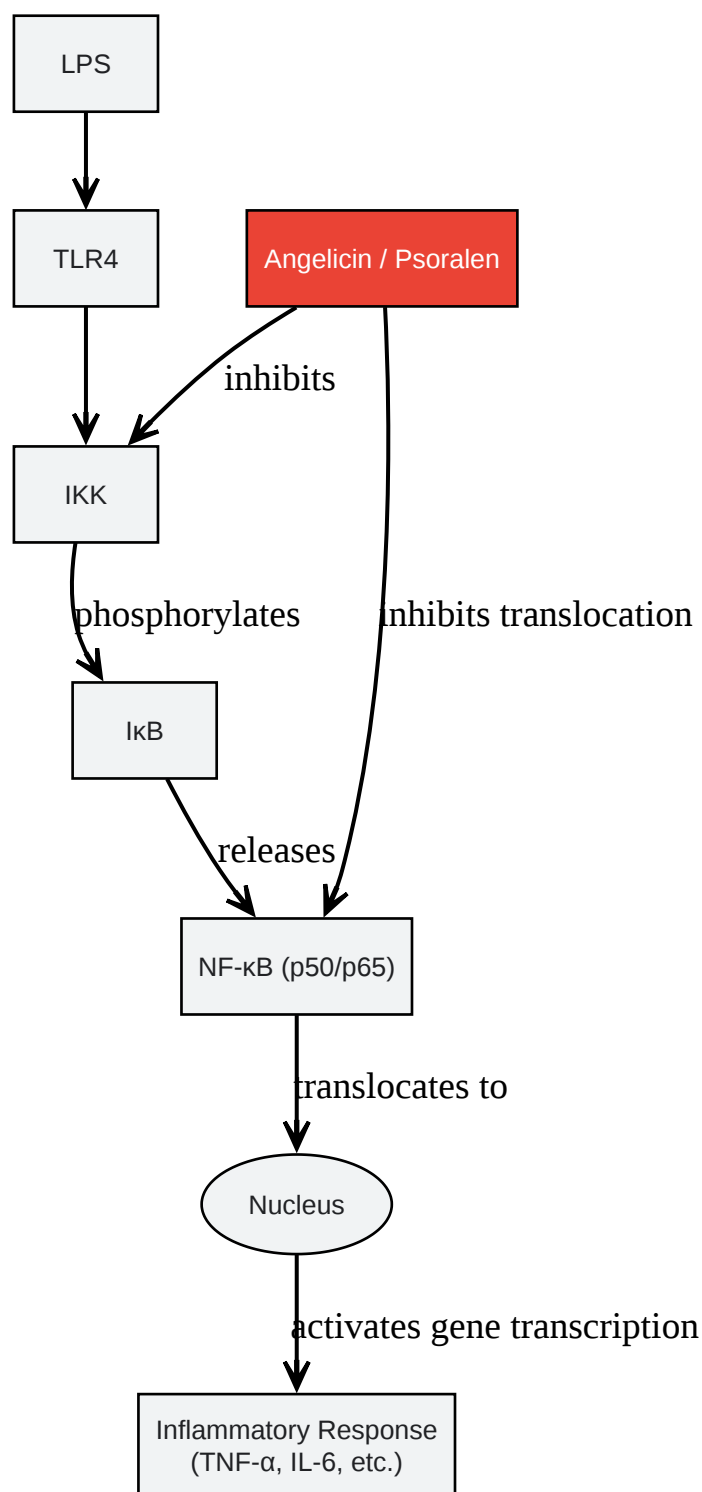 LPS
TLR4
Angelicin / Psoralen
inhibits
IKK
phosphorylates
inhibits translocation
IκB
releases
NF-κB (p50/p65)
translocates to
Nucleus
activates gene transcription
Inflammatory Response
(TNF-α, IL-6, etc.)